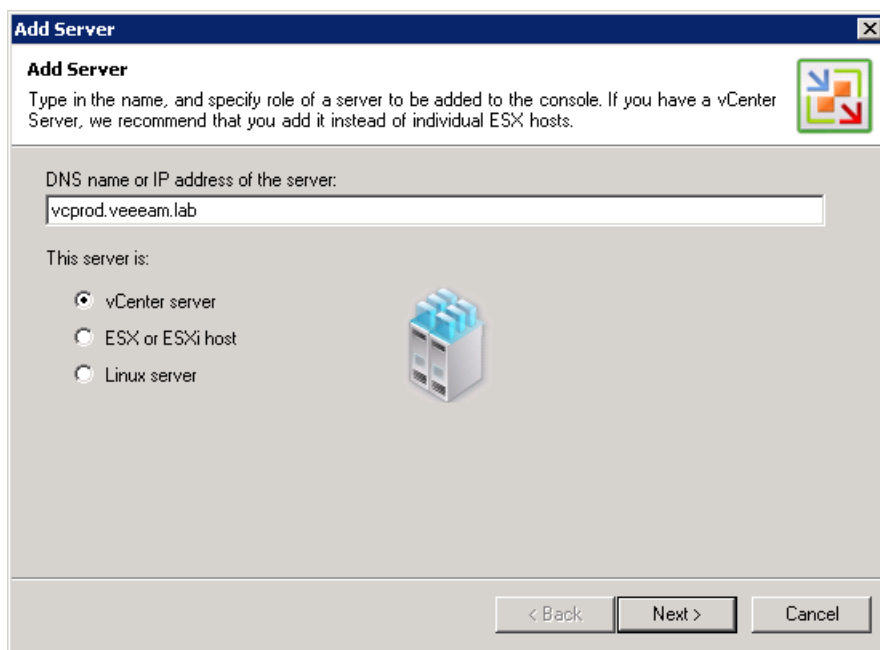 Add Server
Add Server
Type in the name, and specify role of a server to be added to the console. If you have a vCenter
Server, we recommend that you add it instead of individual ESX hosts.
DNS name or IP address of the server:
vcprod.veeeam.lab
This server is:
vCenter server
ESX or ESXi host
Linux server
< Back
Next >
Cancel